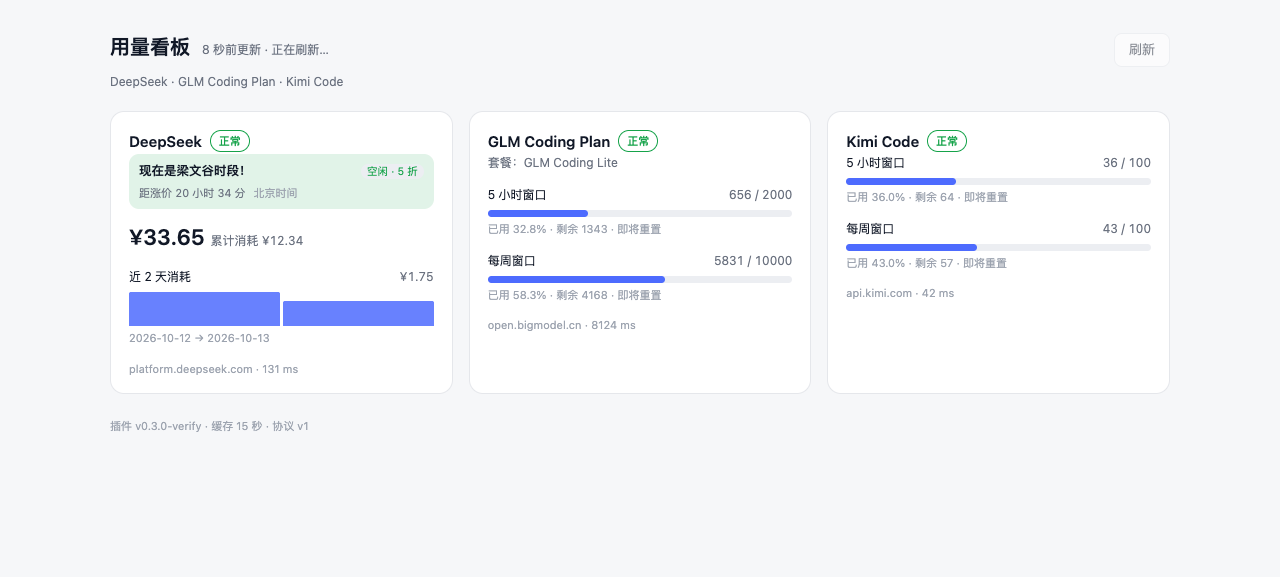 用量看板 8 秒前更新 · 正在刷新…
刷新
DeepSeek · GLM Coding Plan · Kimi Code
DeepSeek 正常
现在是梁文谷时段！ 空闲 · 5 折
距涨价 20 小时 34 分 北京时间
¥33.65 累计消耗 ¥12.34
近 2 天消耗 ¥1.75
2026-10-12 → 2026-10-13
platform.deepseek.com · 131 ms
GLM Coding Plan 正常
套餐：GLM Coding Lite
5 小时窗口 656 / 2000
已用 32.8% · 剩余 1343 · 即将重置
每周窗口 5831 / 10000
已用 58.3% · 剩余 4168 · 即将重置
open.bigmodel.cn · 8124 ms
Kimi Code 正常
5 小时窗口 36 / 100
已用 36.0% · 剩余 64 · 即将重置
每周窗口 43 / 100
已用 43.0% · 剩余 57 · 即将重置
api.kimi.com · 42 ms
插件 v0.3.0-verify · 缓存 15 秒 · 协议 v1